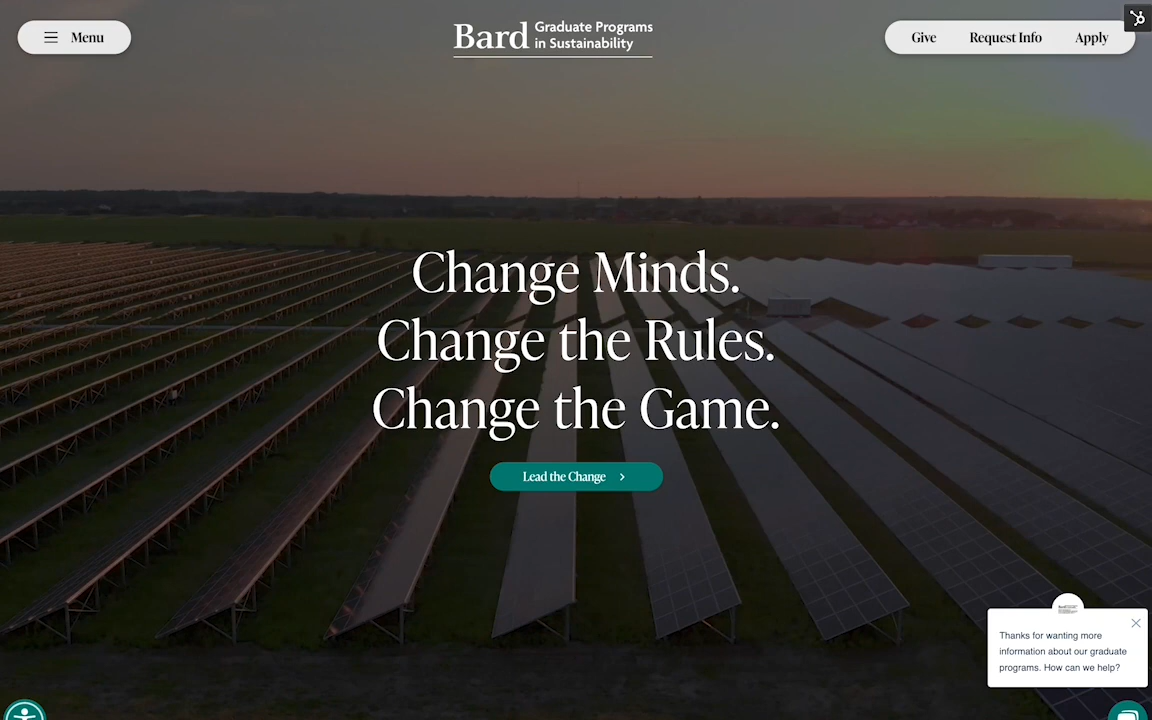 Menu
Bard Graduate Programs
in Sustainability
Give
Request Info
Apply
Change Minds.
Change the Rules.
Change the Game.
Lead the Change
Thanks for wanting more
information about our graduate
programs. How can we help?